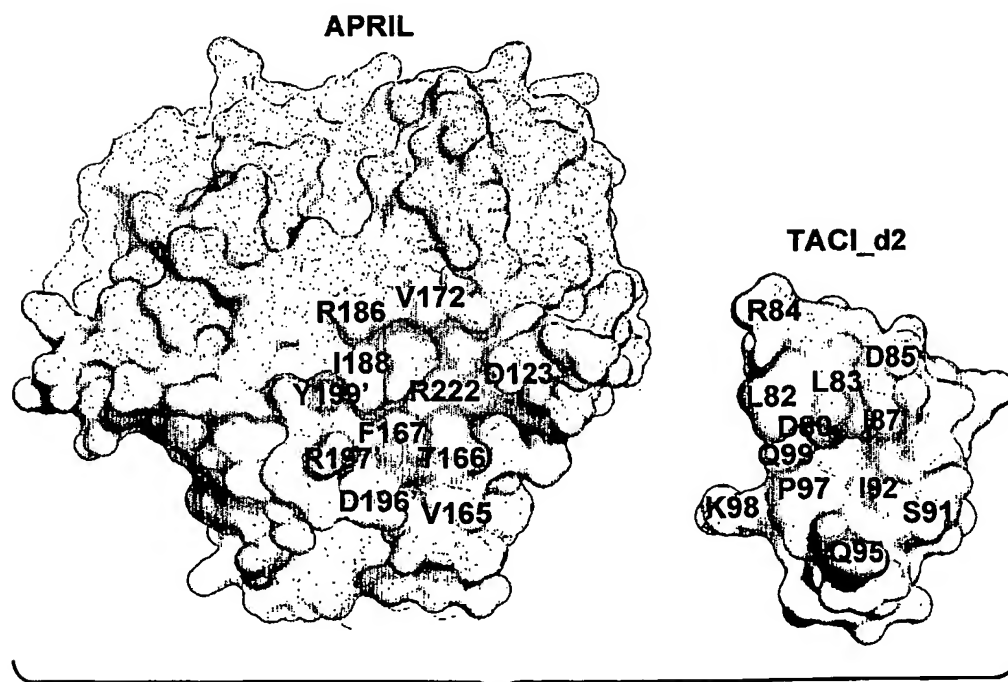 APRIL
V172
R186
I188
D123
Y199'
R222
F167
R197'
T166
D196'
V165
TACI_d2
R84
D85
L83
L82
D80
I87
Q99
P97
I92
K98
S91
Q95